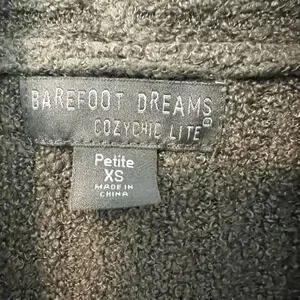 BAREFOOT DREAMS®
COZYCHIC LITE
Petite
XS
MADE IN
CHINA